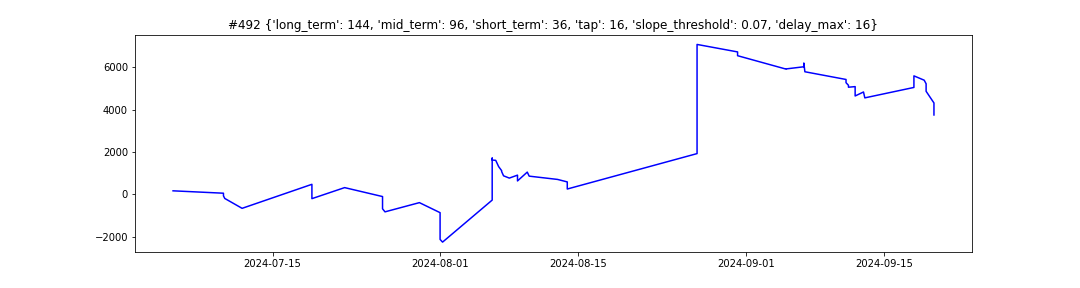 #492 {'long_term': 144, 'mid_term': 96, 'short_term': 36, 'tap': 16, 'slope_threshold': 0.07, 'delay_max': 16}
6000
4000
2000
0
−2000
2024-07-15 2024-08-01 2024-08-15 2024-09-01 2024-09-15